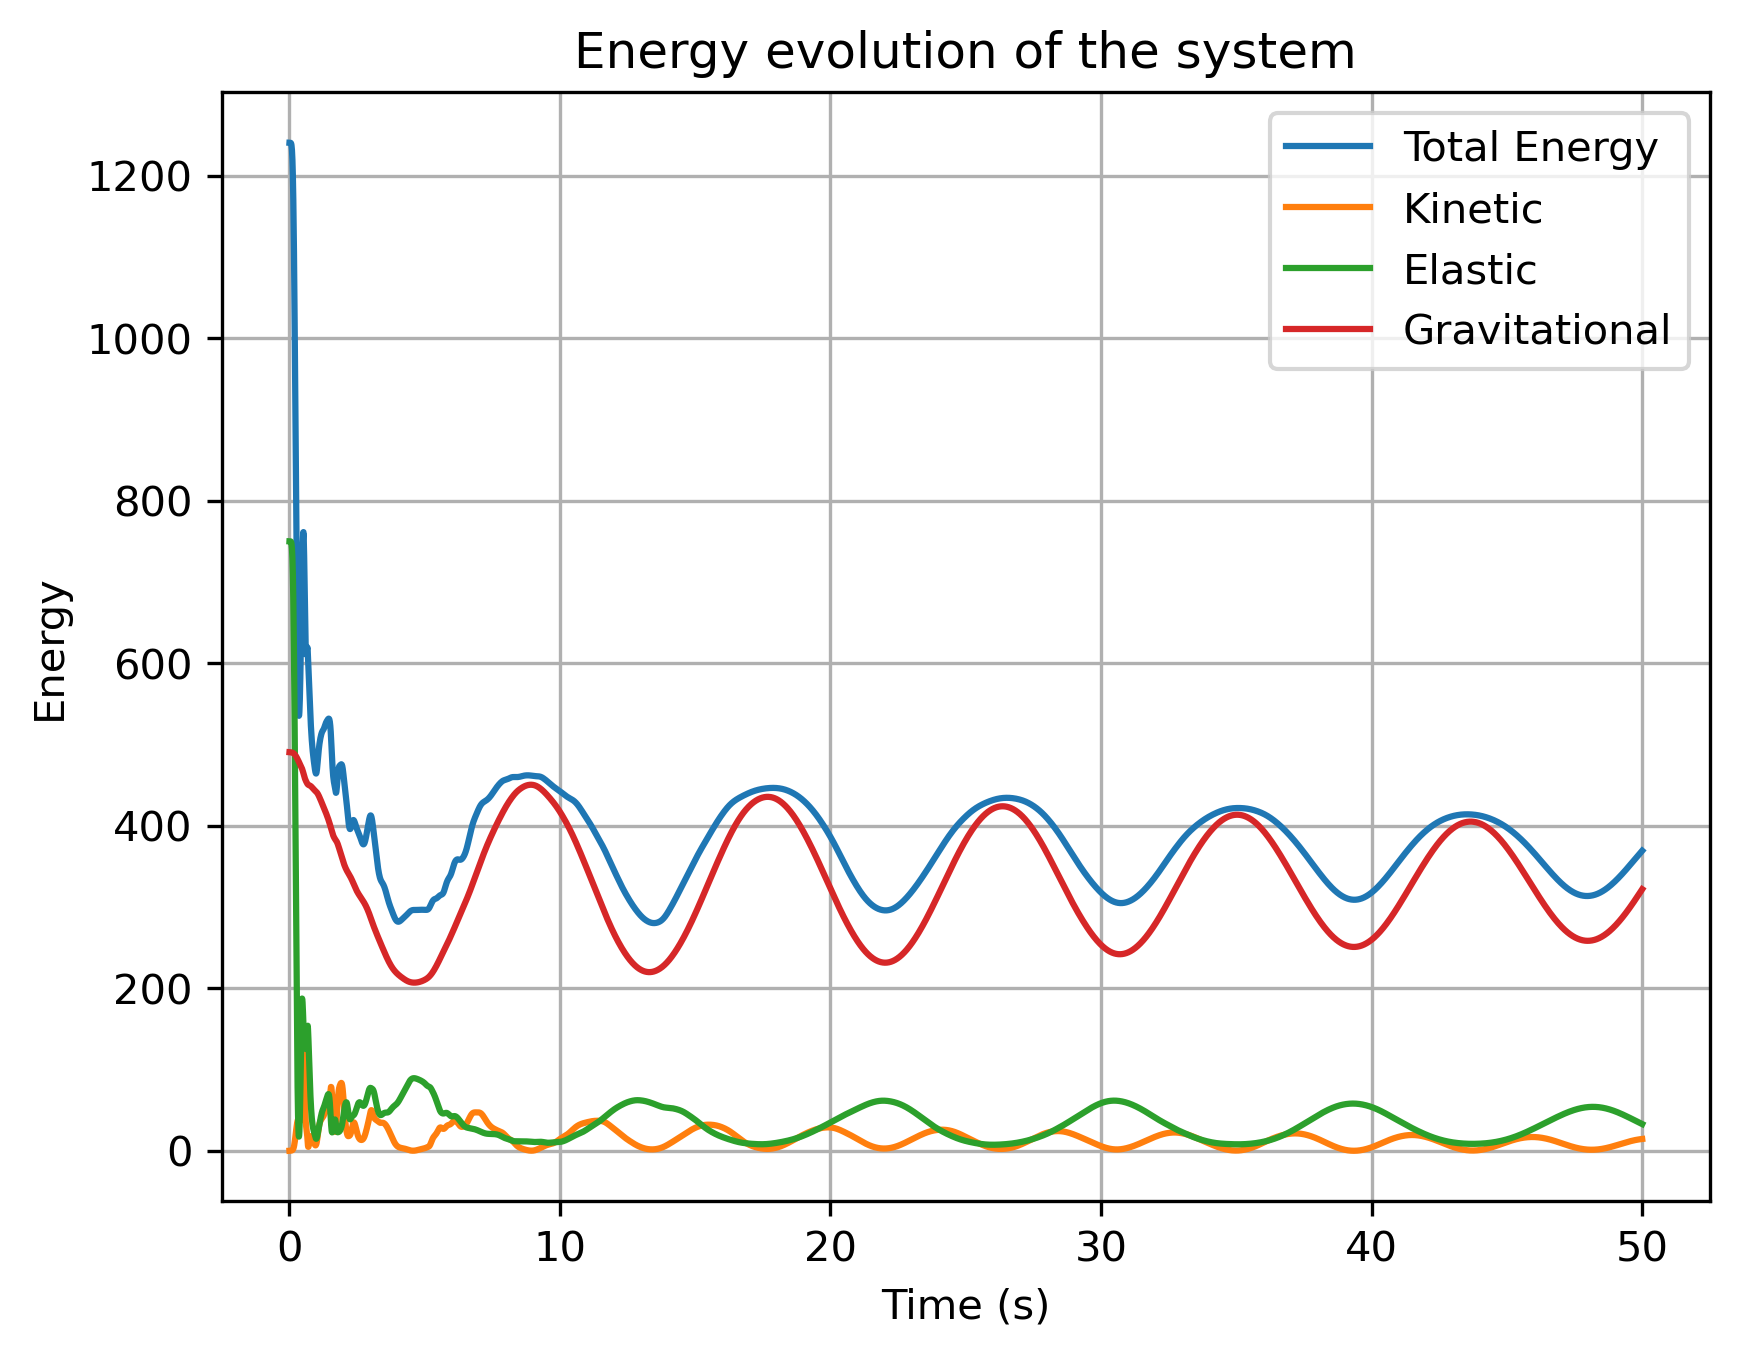 Energy evolution of the system
Total Energy
Kinetic
Elastic
Gravitational
1200
1000
800
600
400
200
0
Energy
0 10 20 30 40 50
Time (s)